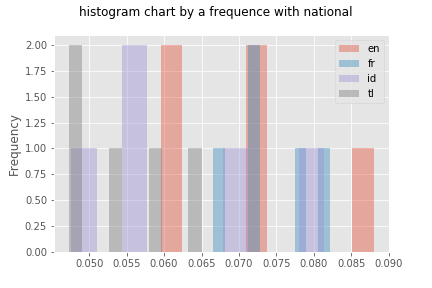 histogram chart by a frequence with national
en
fr
id
tl
Frequency
2.00
1.75
1.50
1.25
1.00
0.75
0.50
0.25
0.00
0.050 0.055 0.060 0.065 0.070 0.075 0.080 0.085 0.090